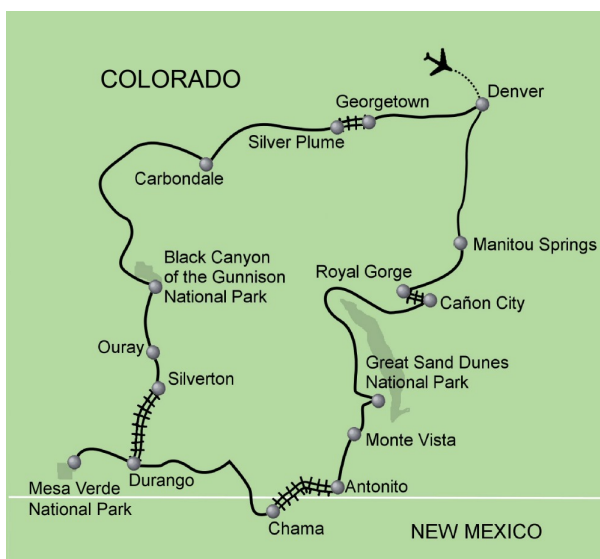 COLORADO
Denver
Georgetown
Silver Plume
Carbondale
Manitou Springs
Black Canyon
of the Gunnison
National Park
Royal Gorge
Cañon City
Ouray
Great Sand Dunes
National Park
Silverton
Monte Vista
Durango
Mesa Verde
National Park
Antonito
Chama
NEW MEXICO